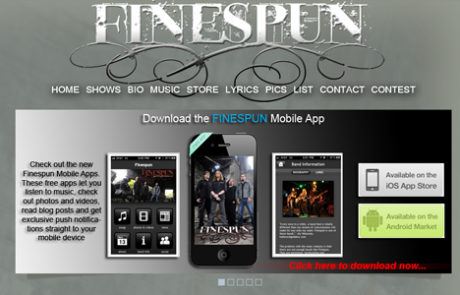 FINESPUN
HOME SHOWS BIO MUSIC STORE LYRICS PICS LIST CONTACT CONTEST
Download the FINESPUN Mobile App
Check out the new
Finespun Mobile Apps.
These free apps let you
listen to music, check
out photos and videos,
read blog posts and get
exclusive push notifica-
tions straight to your
mobile device
Finespun
FINESPUN
FINESPUN
Band Information
Available on the
iOS App Store
Available on the
Android Market
Click here to download now...